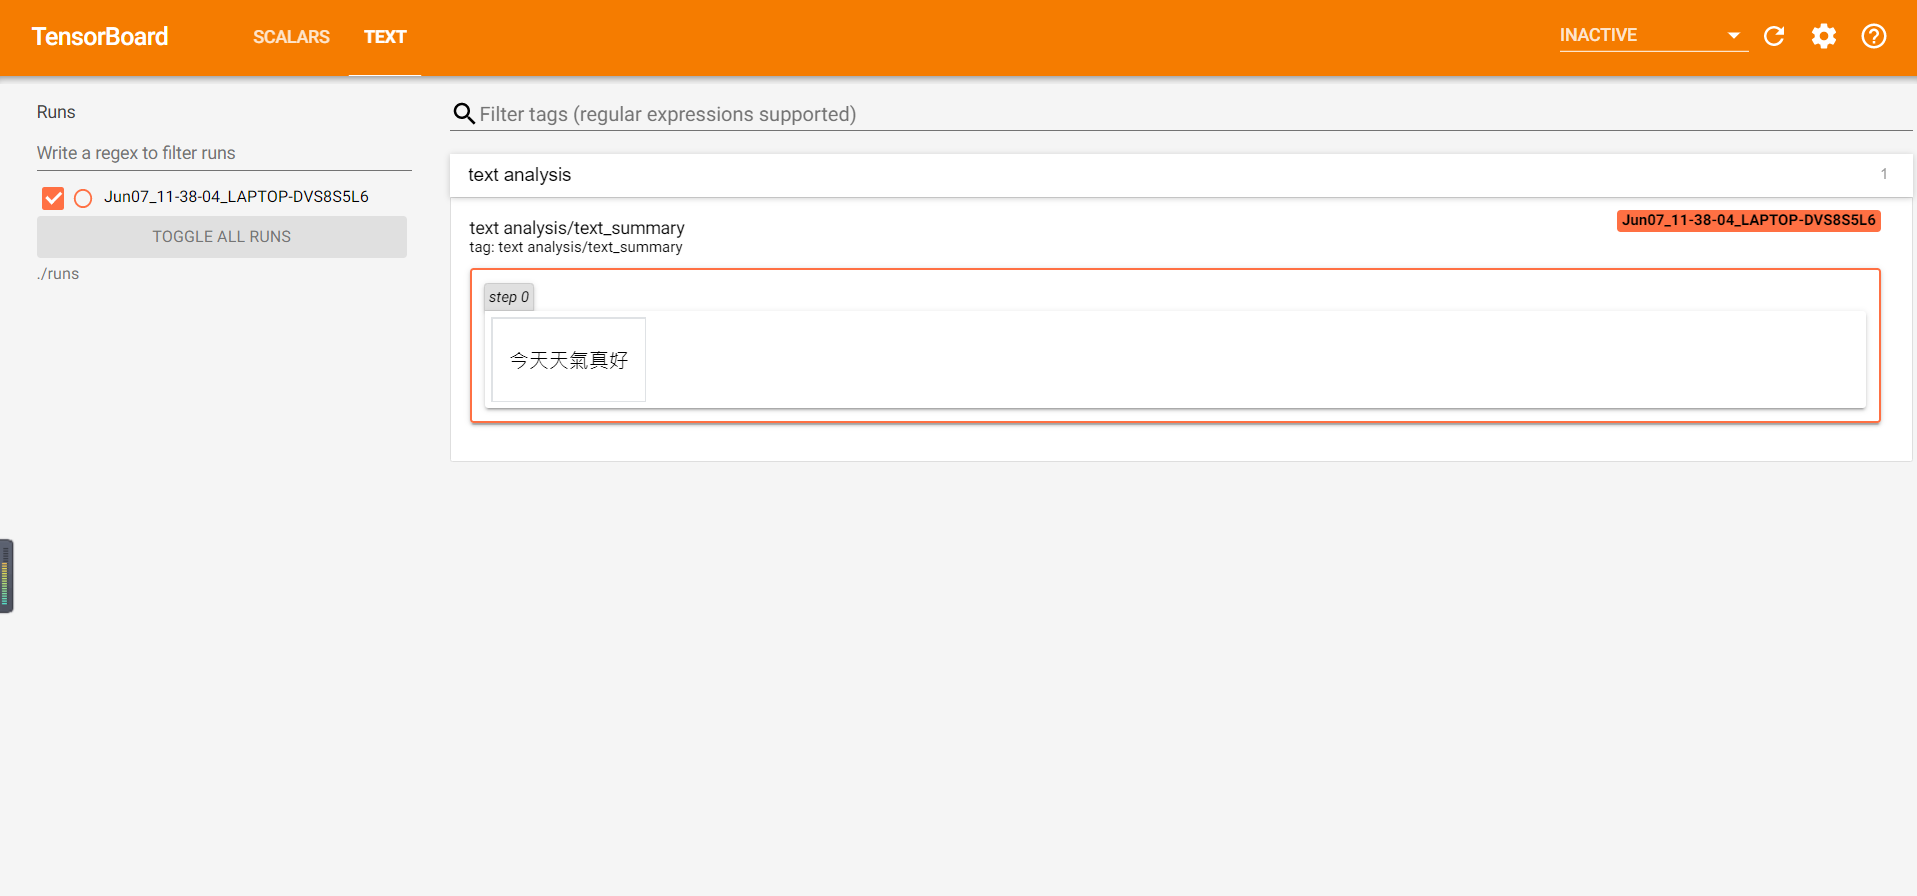 TensorBoard
SCALARS
TEXT
INACTIVE
Runs
Write a regex to filter runs
Jun07_11-38-04_LAPTOP-DVS8S5L6
TOGGLE ALL RUNS
./runs
Filter tags (regular expressions supported)
text analysis
1
text analysis/text_summary
tag: text analysis/text_summary
Jun07_11-38-04_LAPTOP-DVS8S5L6
step 0
今天天氣真好